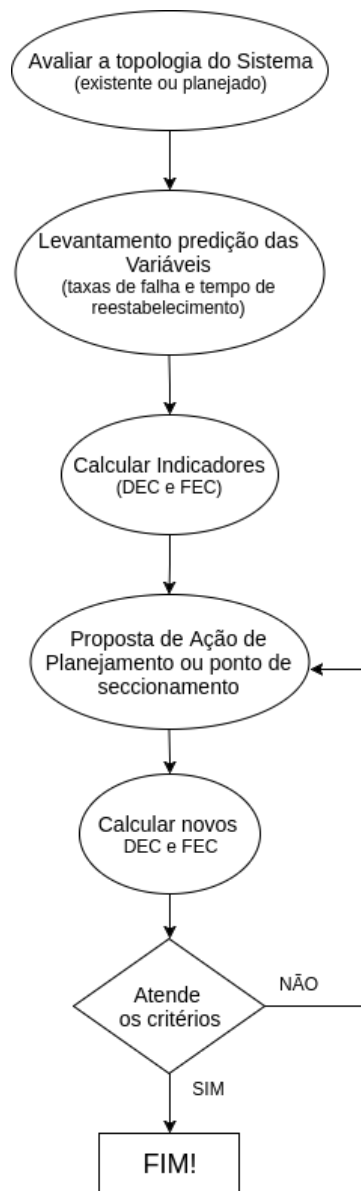 Avaliar a topologia do Sistema
(existente ou planejado)
Levantamento predição das
Variáveis
(taxas de falha e tempo de
reestabelecimento)
Calcular Indicadores
(DEC e FEC)
Proposta de Ação de
Planejamento ou ponto de
seccionamento
Calcular novos
DEC e FEC
Atende
os critérios
NÃO
SIM
FIM!